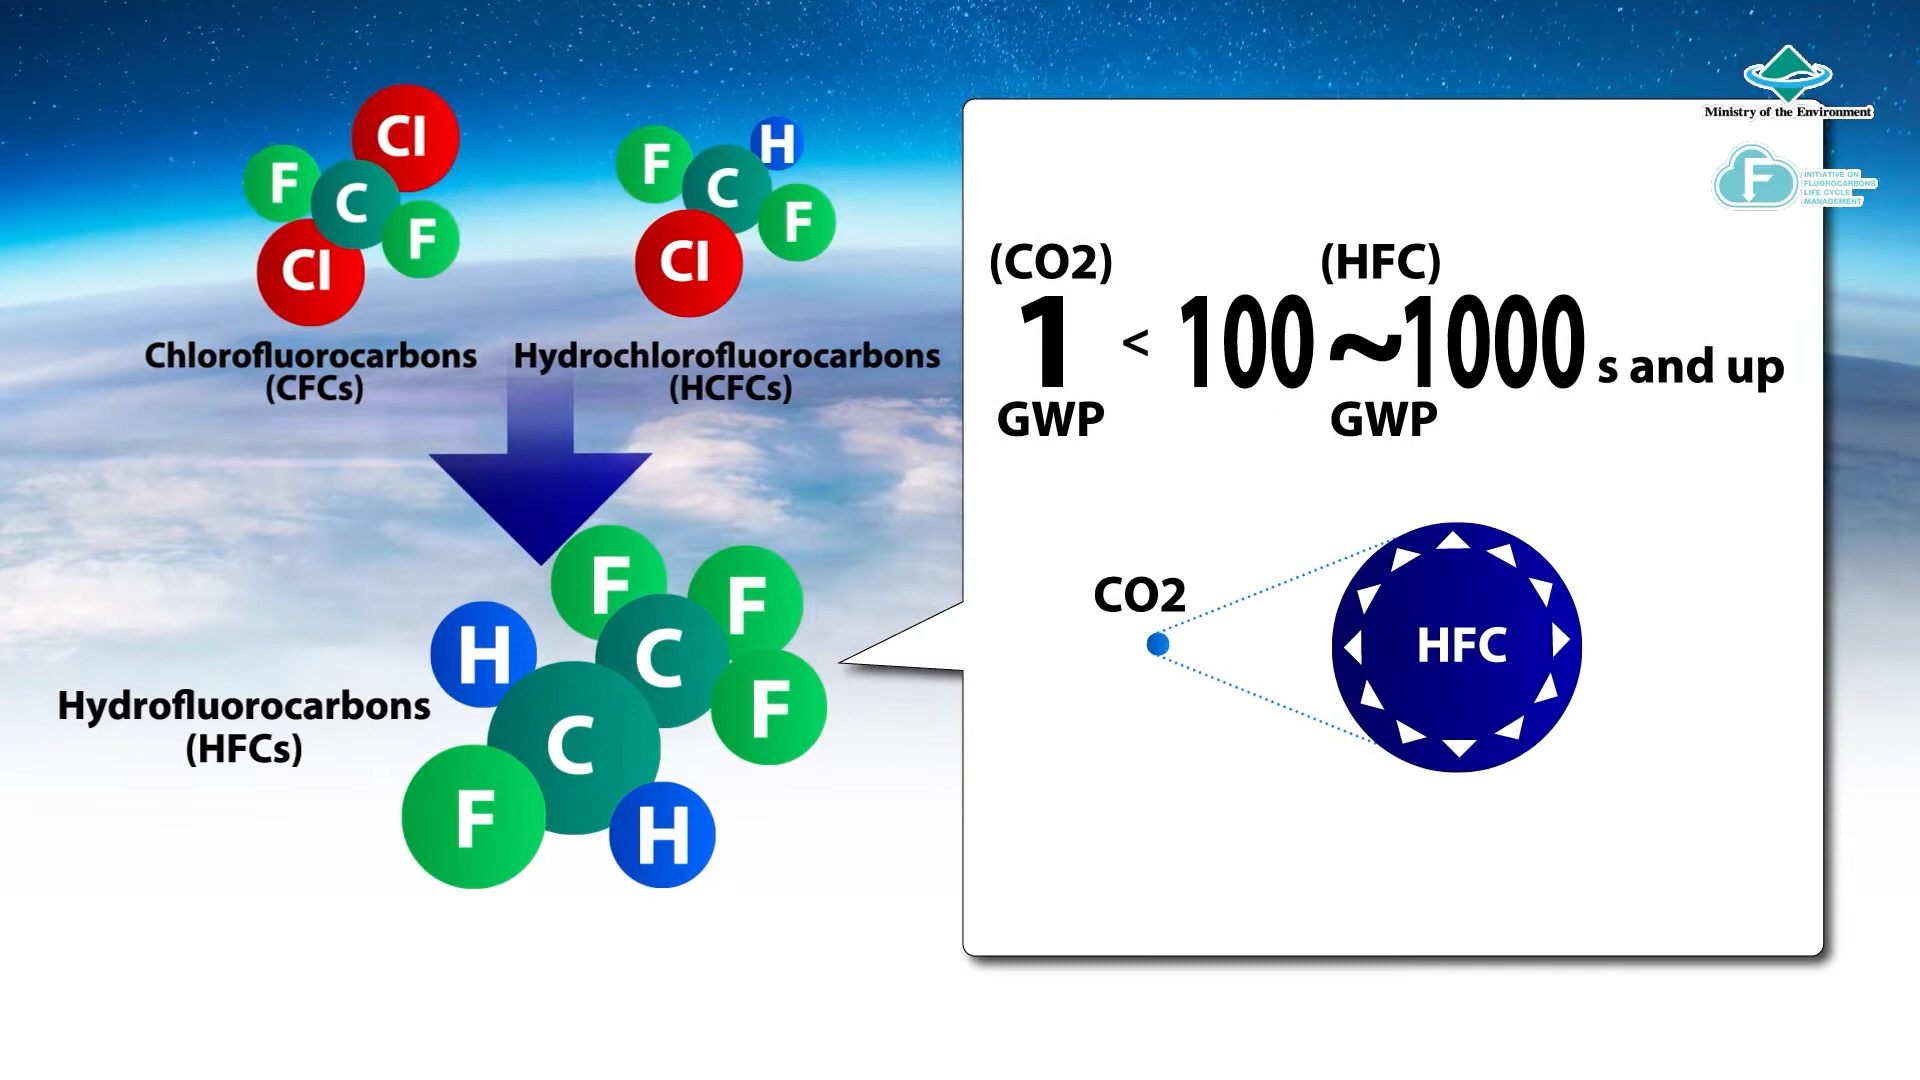 Cl
F
C
F
Cl
Chlorofluorocarbons
(CFCs)
H
F
C
F
Cl
Hydrochlorofluorocarbons
(HCFCs)
F
F
H
C
F
C
F
H
Hydrofluorocarbons
(HFCs)
Ministry of the Environment
F
INITIATIVE ON
FLUOROCARBONS
LIFE CYCLE
MANAGEMENT
(CO2) (HFC)
1 < 100~1000s and up
GWP GWP
CO2
HFC